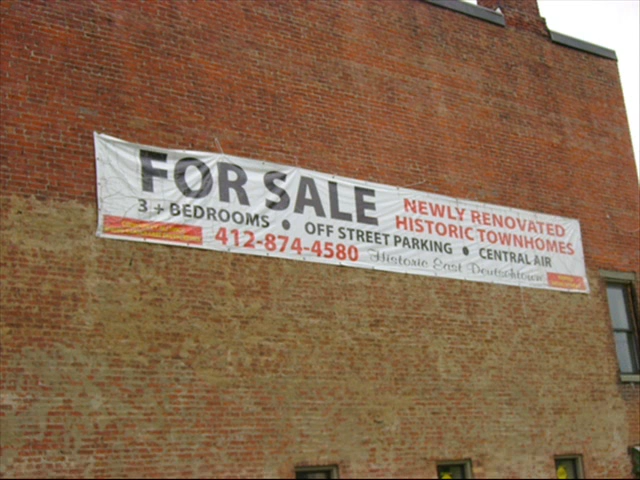 FOR SALE
NEWLY RENOVATED
HISTORIC TOWNHOMES
3 + BEDROOMS • OFF STREET PARKING • CENTRAL AIR
412-874-4580
Historic East Deutschtown